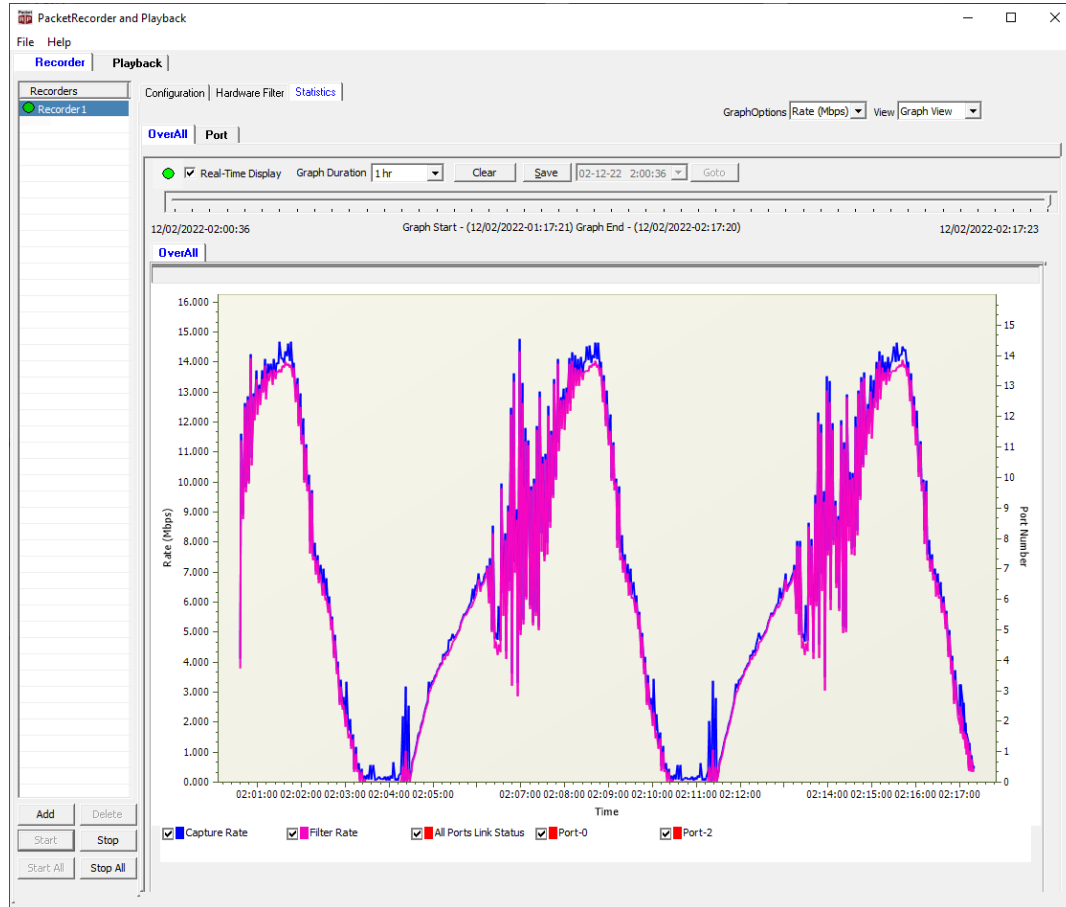 PacketRecorder and Playback
File Help
Recorder Playback
Recorders
Recorder1
Configuration Hardware Filter Statistics
GraphOptions Rate (Mbps) View Graph View
OverAll Port
Real-Time Display Graph Duration 1 hr Clear Save 02-12-22 2:00:36 Goto
12/02/2022-02:00:36 Graph Start - (12/02/2022-01:17:21) Graph End - (12/02/2022-02:17:20) 12/02/2022-02:17:23
OverAll
16.000
15.000
14.000
13.000
12.000
11.000
10.000
9.000
8.000
7.000
6.000
5.000
4.000
3.000
2.000
1.000
0.000
Rate (Mbps)
15
14
13
12
11
10
9
8
7
6
5
4
3
2
1
0
Port Number
02:01:00 02:02:00 02:03:00 02:04:00 02:05:00 02:07:00 02:08:00 02:09:00 02:10:00 02:11:00 02:12:00 02:14:00 02:15:00 02:16:00 02:17:00
Time
Capture Rate Filter Rate All Ports Link Status Port-0 Port-2
Add Delete
Start Stop
Start All Stop All